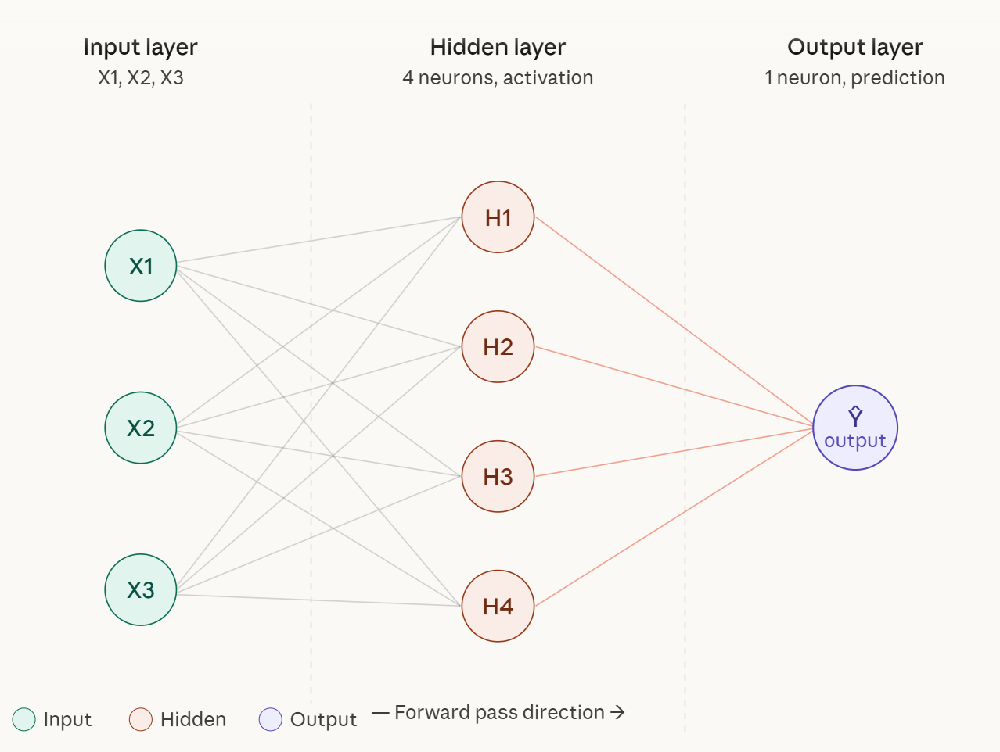 Input layer
X1, X2, X3
Hidden layer
4 neurons, activation
Output layer
1 neuron, prediction
X1
X2
X3
H1
H2
H3
H4
Ŷ
output
Input
Hidden
Output
— Forward pass direction →